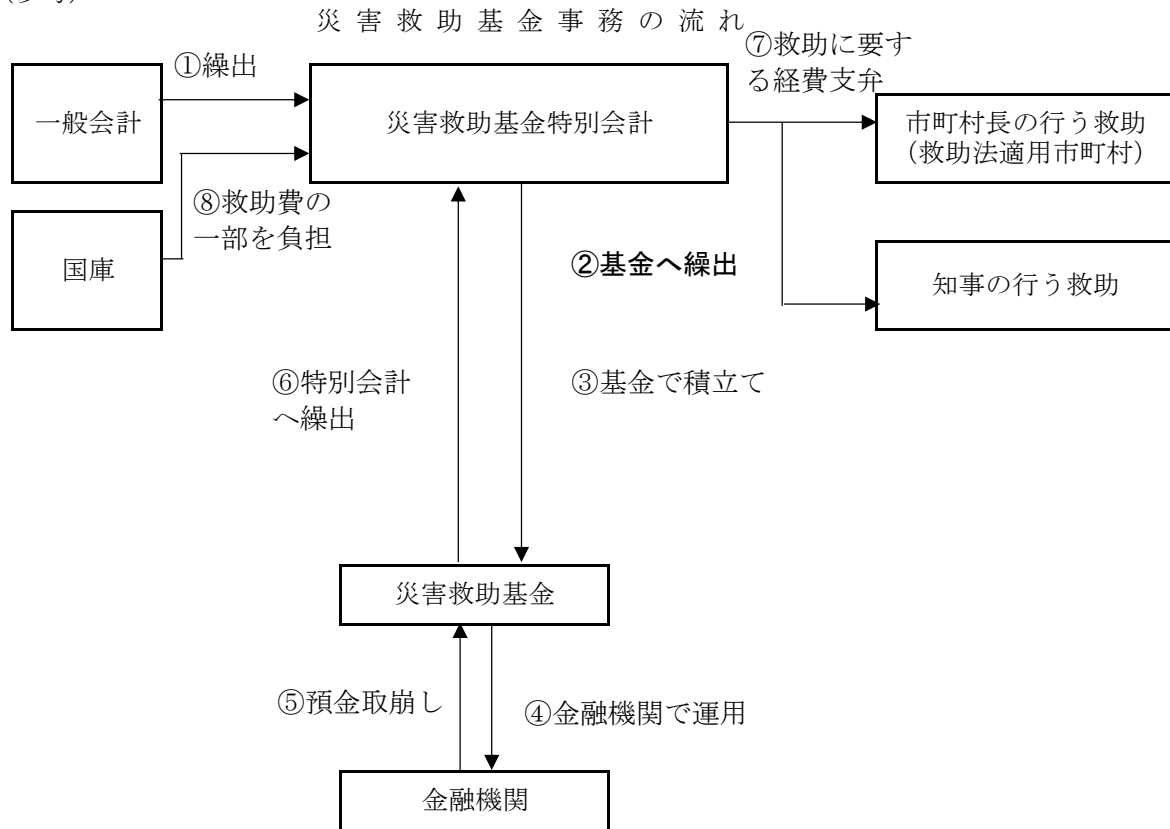 災害救助基金事務の流れ
①繰出
⑦救助に要す
る経費支弁
一般会計
災害救助基金特別会計
市町村長の行う救助
（救助法適用市町村）
⑧救助費の
一部を負担
国庫
②基金へ繰出
知事の行う救助
⑥特別会計
へ繰出
③基金で積立て
災害救助基金
⑤預金取崩し
④金融機関で運用
金融機関